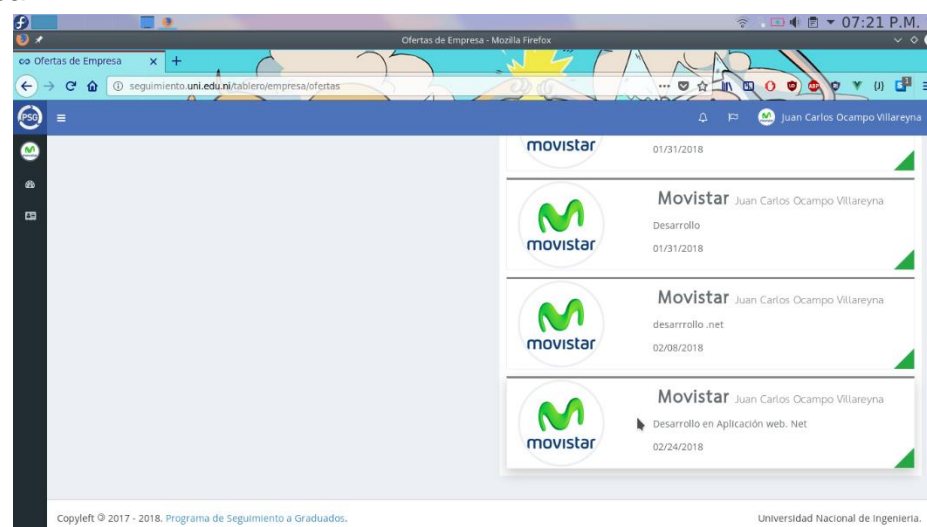 07:21 P.M.
Ofertas de Empresa - Mozilla Firefox
Ofertas de Empresa
seguimiento.uni.edu.ni/tablero/empresa/ofertas
PSG
Juan Carlos Ocampo Villareyna
movistar
01/31/2018
Movistar Juan Carlos Ocampo Villareyna
Desarrollo
movistar
01/31/2018
Movistar Juan Carlos Ocampo Villareyna
desarrrollo .net
movistar
02/08/2018
Movistar Juan Carlos Ocampo Villareyna
Desarrollo en Aplicación web. Net
movistar
02/24/2018
Copyleft 2017 - 2018. Programa de Seguimiento a Graduados.
Universidad Nacional de Ingenieria.